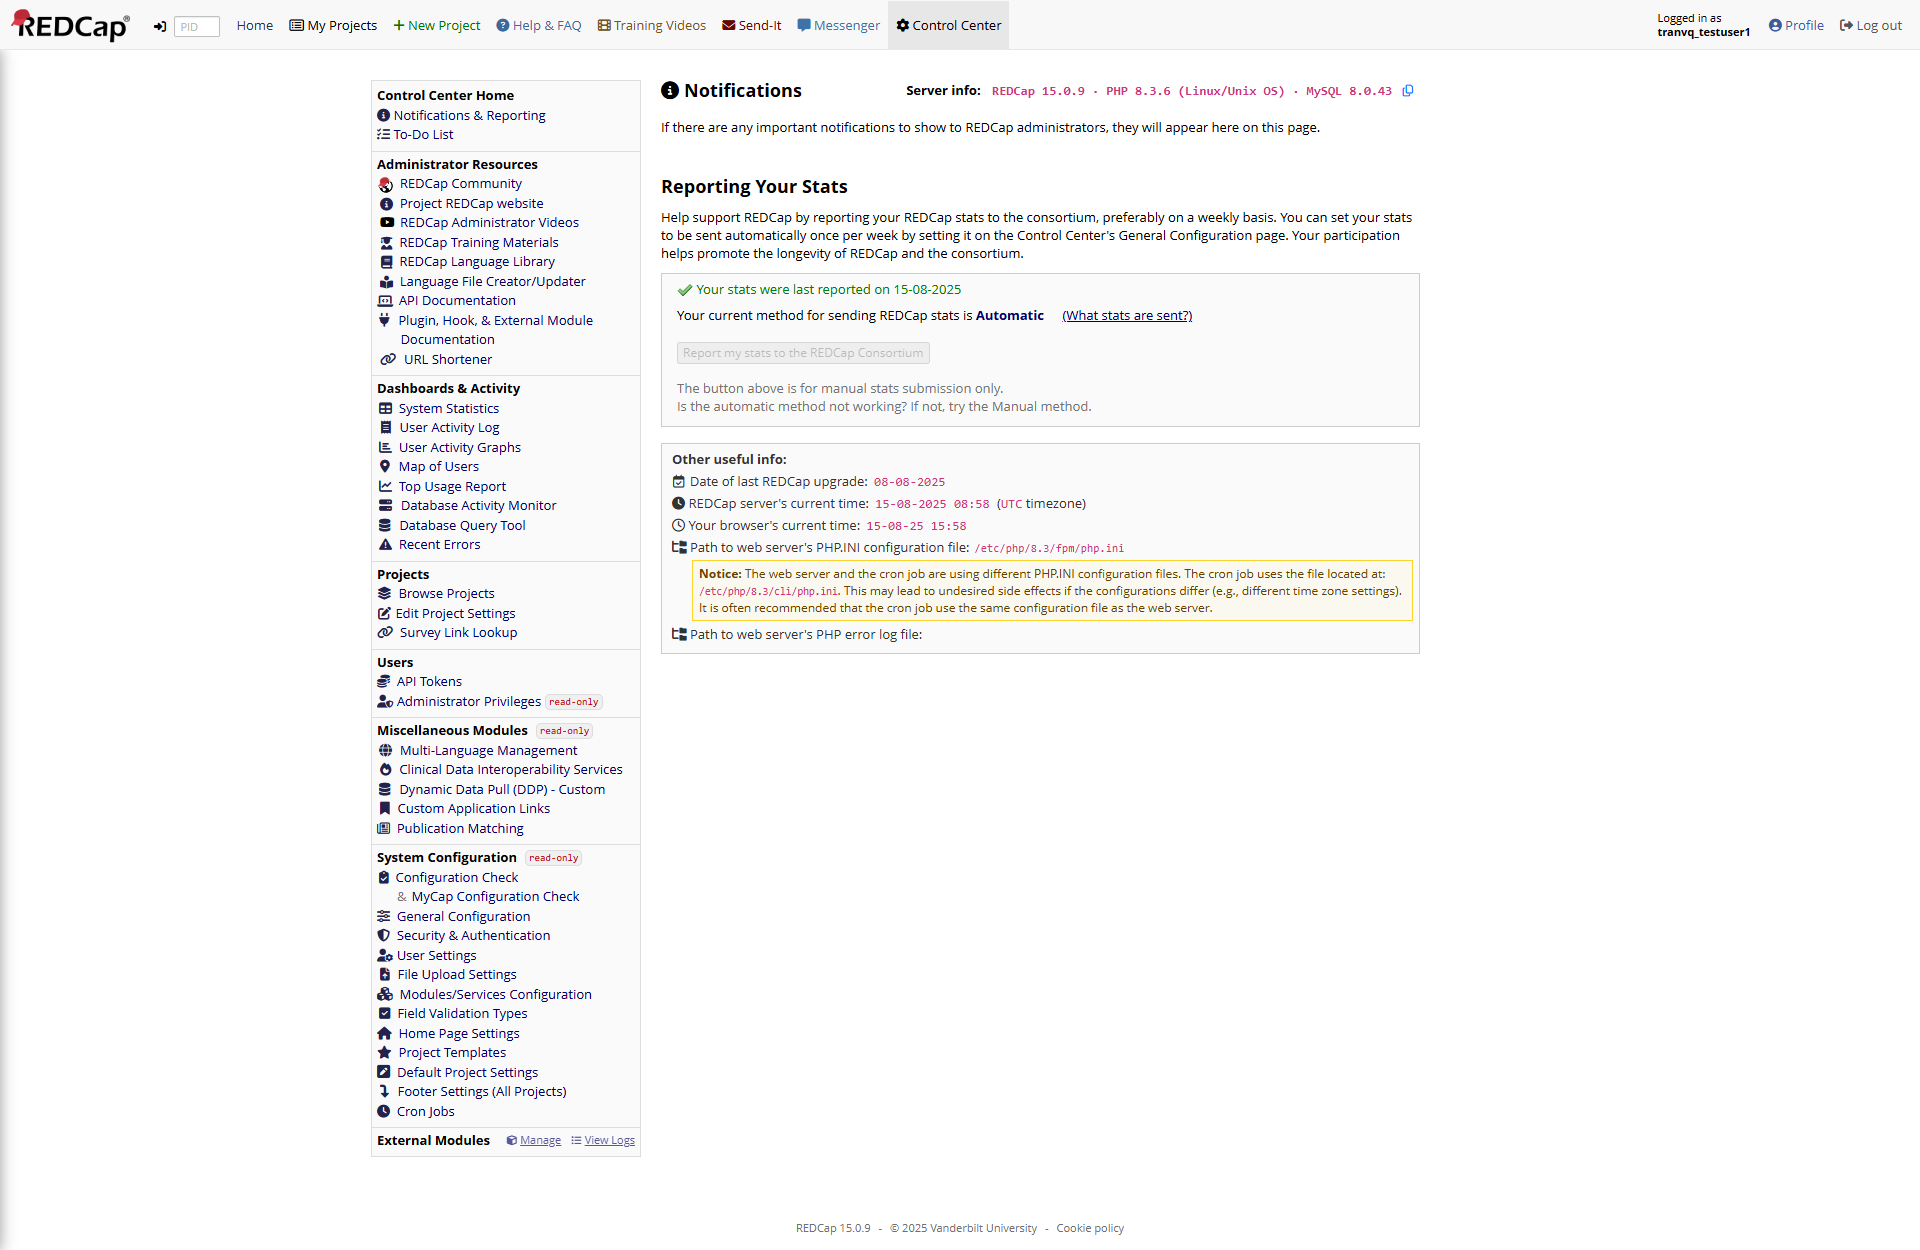 REDCap®
PID
Home
My Projects
New Project
Help & FAQ
Training Videos
Send-It
Messenger
Control Center
Logged in as
tranvq_testuser1
Profile
Log out
Control Center Home
Notifications & Reporting
To-Do List
Administrator Resources
REDCap Community
Project REDCap website
REDCap Administrator Videos
REDCap Training Materials
REDCap Language Library
Language File Creator/Updater
API Documentation
Plugin, Hook, & External Module
Documentation
URL Shortener
Dashboards & Activity
System Statistics
User Activity Log
User Activity Graphs
Map of Users
Top Usage Report
Database Activity Monitor
Database Query Tool
Recent Errors
Projects
Browse Projects
Edit Project Settings
Survey Link Lookup
Users
API Tokens
Administrator Privileges read-only
Miscellaneous Modules read-only
Multi-Language Management
Clinical Data Interoperability Services
Dynamic Data Pull (DDP) - Custom
Custom Application Links
Publication Matching
System Configuration read-only
Configuration Check
& MyCap Configuration Check
General Configuration
Security & Authentication
User Settings
File Upload Settings
Modules/Services Configuration
Field Validation Types
Home Page Settings
Project Templates
Default Project Settings
Footer Settings (All Projects)
Cron Jobs
External Modules Manage View Logs
Notifications
Server info: REDCap 15.0.9 · PHP 8.3.6 (Linux/Unix OS) · MySQL 8.0.43
If there are any important notifications to show to REDCap administrators, they will appear here on this page.
Reporting Your Stats
Help support REDCap by reporting your REDCap stats to the consortium, preferably on a weekly basis. You can set your stats
to be sent automatically once per week by setting it on the Control Center's General Configuration page. Your participation
helps promote the longevity of REDCap and the consortium.
Your stats were last reported on 15-08-2025
Your current method for sending REDCap stats is Automatic (What stats are sent?)
Report my stats to the REDCap Consortium
The button above is for manual stats submission only.
Is the automatic method not working? If not, try the Manual method.
Other useful info:
Date of last REDCap upgrade: 08-08-2025
REDCap server's current time: 15-08-2025 08:58 (UTC timezone)
Your browser's current time: 15-08-25 15:58
Path to web server's PHP.INI configuration file: /etc/php/8.3/fpm/php.ini
Notice: The web server and the cron job are using different PHP.INI configuration files. The cron job uses the file located at:
/etc/php/8.3/cli/php.ini. This may lead to undesired side effects if the configurations differ (e.g., different time zone settings).
It is often recommended that the cron job use the same configuration file as the web server.
Path to web server's PHP error log file:
REDCap 15.0.9 - © 2025 Vanderbilt University - Cookie policy